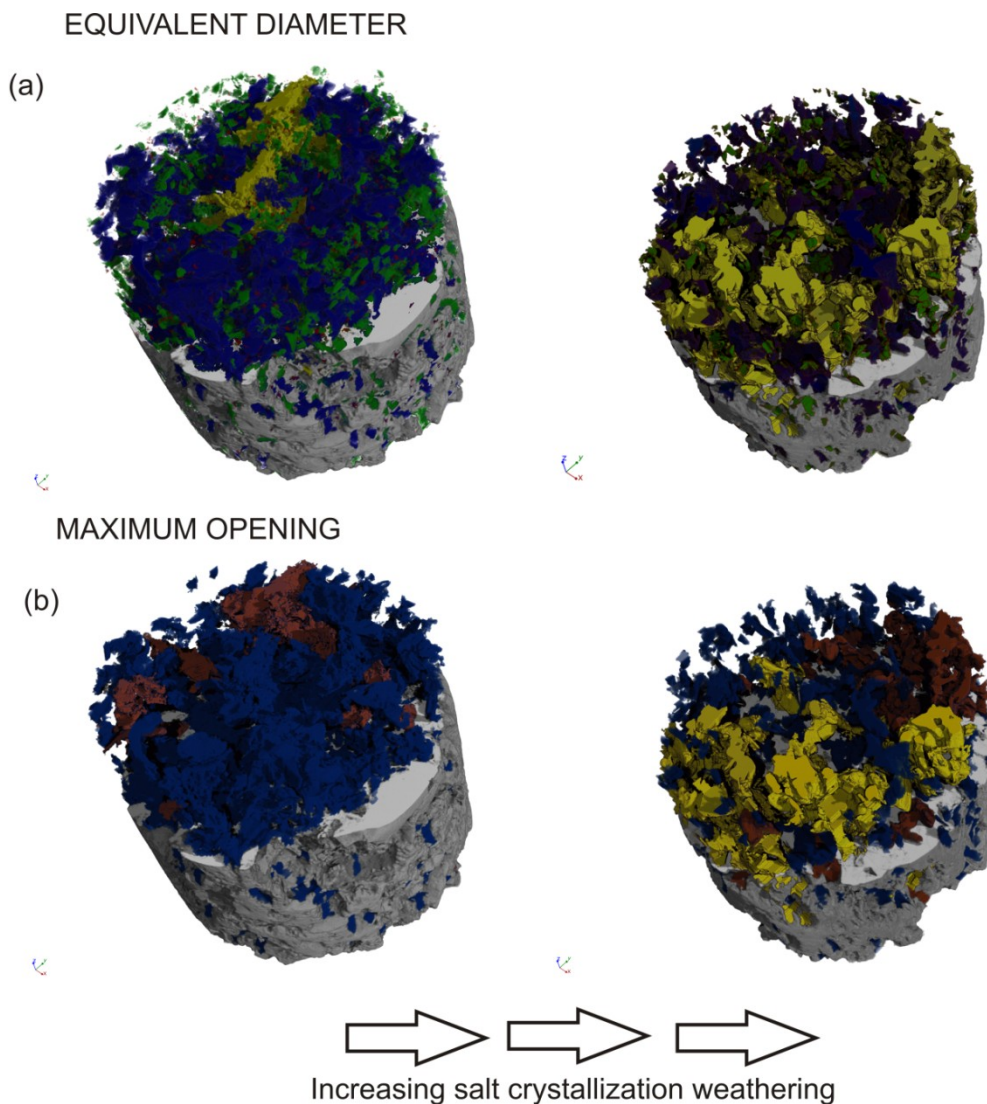 EQUIVALENT DIAMETER
(a)
z y
x
z y
x
MAXIMUM OPENING
(b)
z y
x
z y
x
Increasing salt crystallization weathering